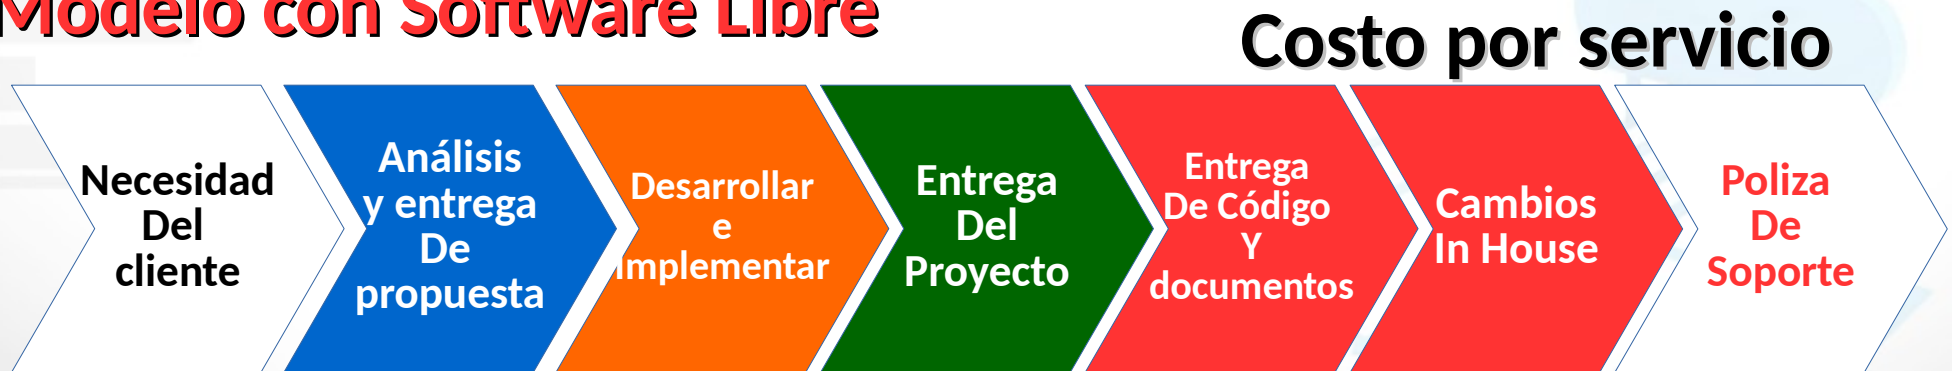 Modelo con Software Libre
Costo por servicio
Necesidad
Del
cliente
Análisis
y entrega
De
propuesta
Desarrollar
e
Implementar
Entrega
Del
Proyecto
Entrega
De Código
Y
documentos
Cambios
In House
Poliza
De
Soporte